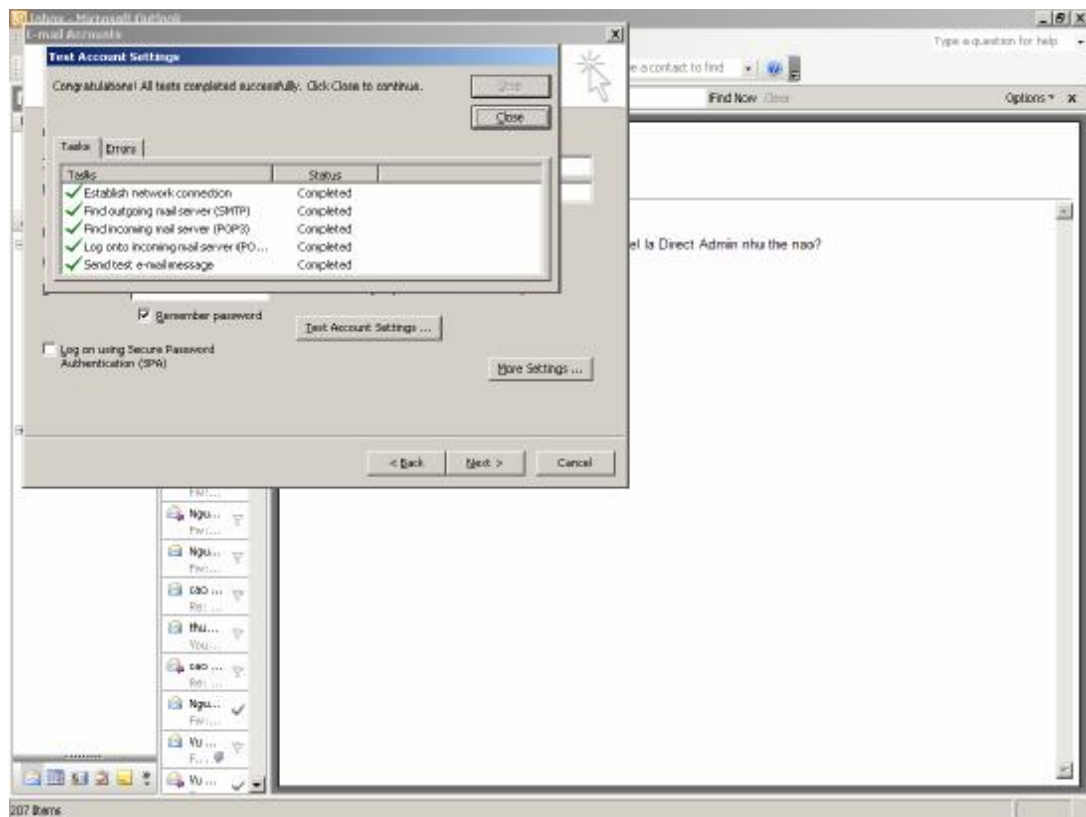 Inbox - Microsoft Outlook
E-mail Accounts
Type a question for help
Test Account Settings
Congratulations! All tests completed successfully. Click Close to continue.
Stop
Close
e a contact to find
Find Now
Clear
Options
Tasks
Errors
Tasks
Status
Establish network connection
Completed
Find outgoing mail server (SMTP)
Completed
Find incoming mail server (POP3)
Completed
Log onto incoming mail server (PO...
Completed
Send test e-mail message
Completed
el la Direct Admin nhu the nao?
Remember password
Test Account Settings ...
Log on using Secure Password
Authentication (SPA)
More Settings ...
< Back
Next >
Cancel
Fw:...
Ngu...
Fw:...
Ngu...
Fw:...
cao ...
Re: ...
thu...
You...
cao ...
Re: ...
Ngu...
Fw:...
Vu ...
F...
Vu ...
207 Items